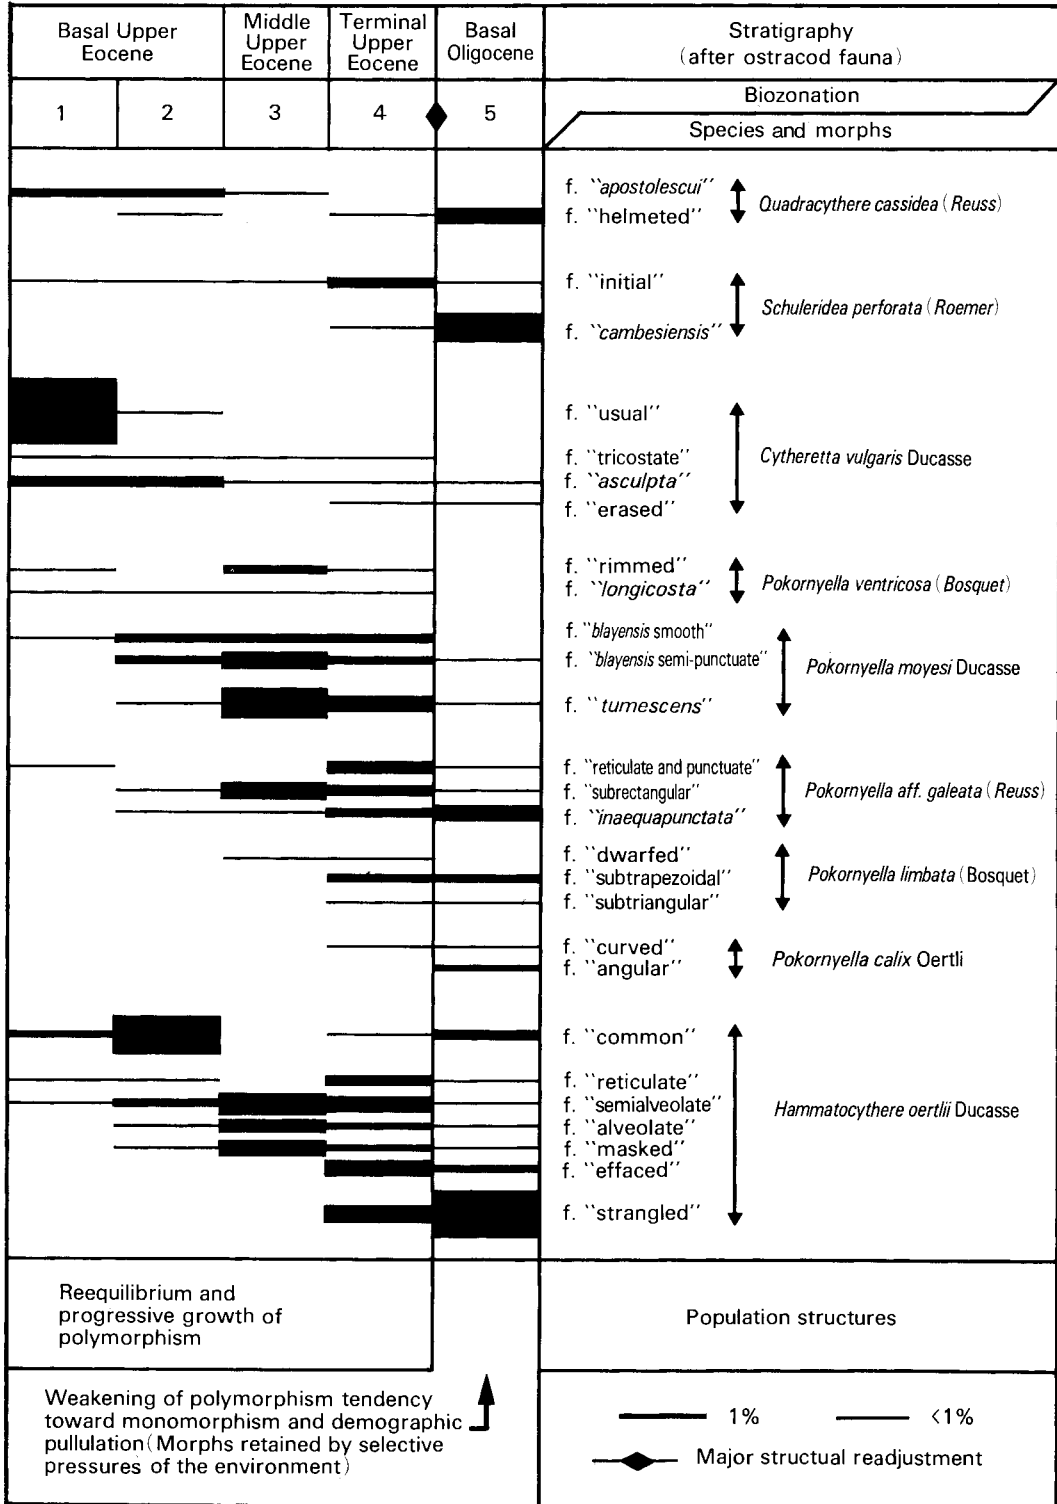 Basal Upper
Eocene
Middle
Upper
Eocene
Terminal
Upper
Eocene
Basal
Oligocene
Stratigraphy
(after ostracod fauna)
1 2 3 4 5
Biozonation
Species and morphs
f. ``apostolescui´´
f. ``helmeted´´
Quadracythere cassidea (Reuss)
f. ``initial´´
f. ``cambesiensis´´
Schuleridea perforata (Roemer)
f. ``usual´´
f. ``tricostate´´
f. ``asculpta´´
f. ``erased´´
Cytheretta vulgaris Ducasse
f. ``rimmed´´
f. ``longicosta´´
Pokornyella ventricosa (Bosquet)
f. ``blayensis smooth´´
f. ``blayensis semi-punctuate´´
f. ``tumescens´´
Pokornyella moyesi Ducasse
f. ``reticulate and punctuate´´
f. ``subrectangular´´
f. ``inaequapunctata´´
Pokornyella aff. galeata (Reuss)
f. ``dwarfed´´
f. ``subtrapezoidal´´
f. ``subtriangular´´
Pokornyella limbata (Bosquet)
f. ``curved´´
f. ``angular´´
Pokornyella calix Oertli
f. ``common´´
f. ``reticulate´´
f. ``semialveolate´´
f. ``alveolate´´
f. ``masked´´
f. ``effaced´´
f. ``strangled´´
Hammatocythere oertlii Ducasse
Reequilibrium and
progressive growth of
polymorphism
Population structures
Weakening of polymorphism tendency
toward monomorphism and demographic
pullulation (Morphs retained by selective
pressures of the environment)
1% <1%
Major structual readjustment